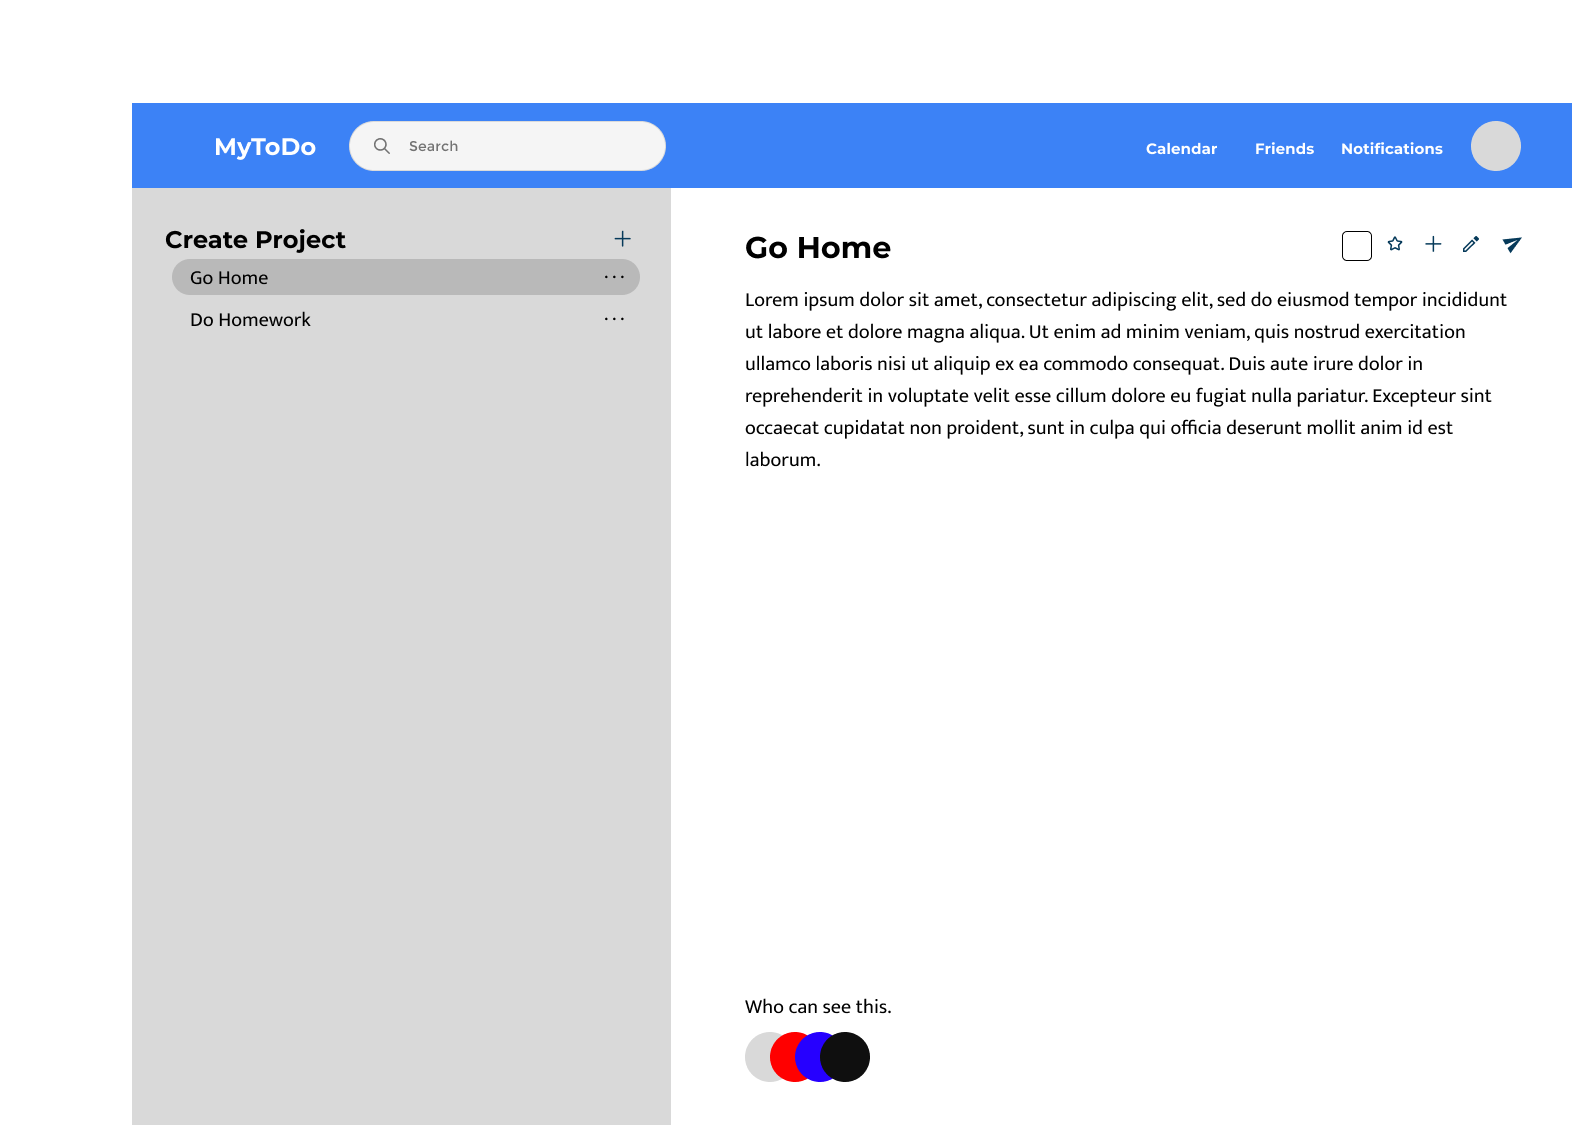 MyToDo
Search
Calendar
Friends
Notifications
Create Project
Go Home
Do Homework
Go Home
Lorem ipsum dolor sit amet, consectetur adipiscing elit, sed do eiusmod tempor incididunt
ut labore et dolore magna aliqua. Ut enim ad minim veniam, quis nostrud exercitation
ullamco laboris nisi ut aliquip ex ea commodo consequat. Duis aute irure dolor in
reprehenderit in voluptate velit esse cillum dolore eu fugiat nulla pariatur. Excepteur sint
occaecat cupidatat non proident, sunt in culpa qui officia deserunt mollit anim id est
laborum.
Who can see this.